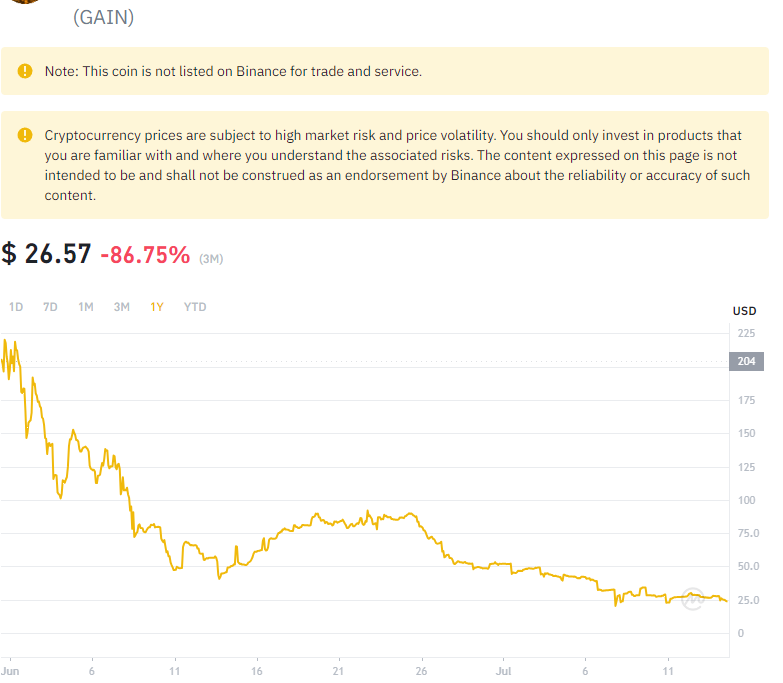 (GAIN)
Note: This coin is not listed on Binance for trade and service.
Cryptocurrency prices are subject to high market risk and price volatility. You should only invest in products that
you are familiar with and where you understand the associated risks. The content expressed on this page is not
intended to be and shall not be construed as an endorsement by Binance about the reliability or accuracy of such
content.
$ 26.57 -86.75% (3M)
1D 7D 1M 3M 1Y YTD
USD
225
204
175
150
125
100
75.0
50.0
25.0
0
Jun 6 11 16 21 26 Jul 6 11